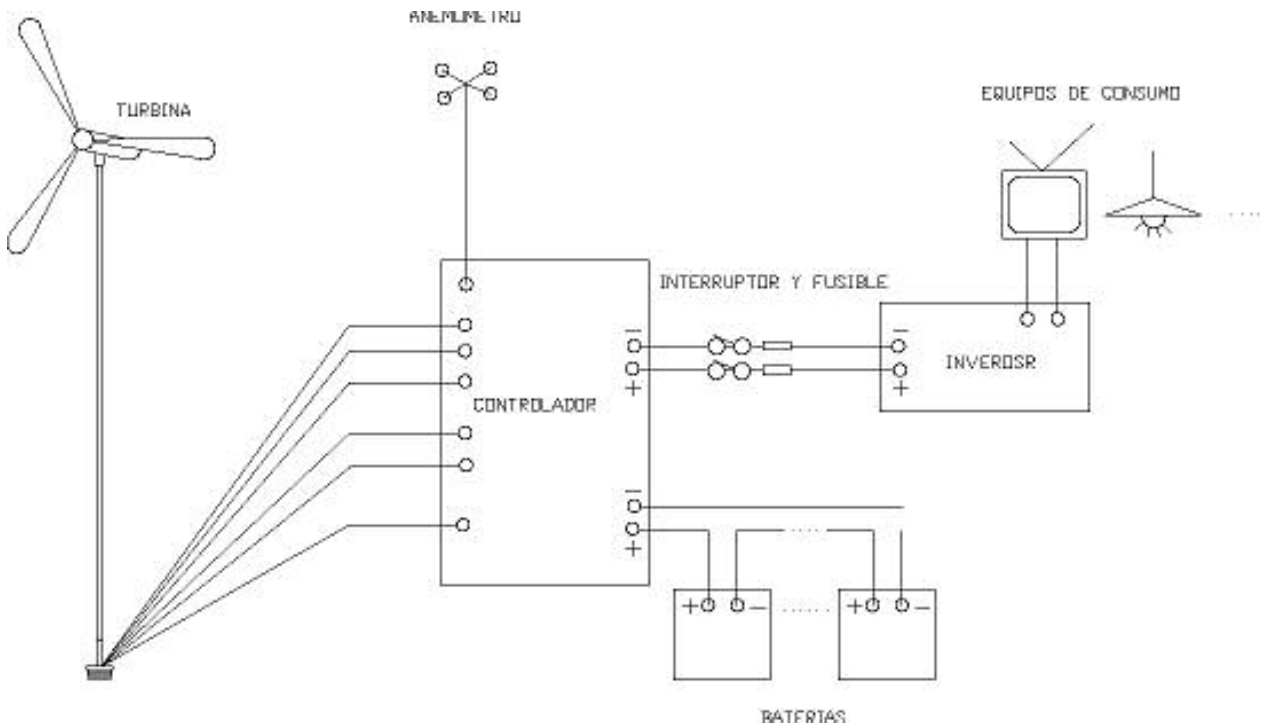 ANEMOMETRO
TURBINA
EQUIPOS DE CONSUMO
INTERRUPTOR Y FUSIBLE
INVEROSR
CONTROLADOR
BATERIAS